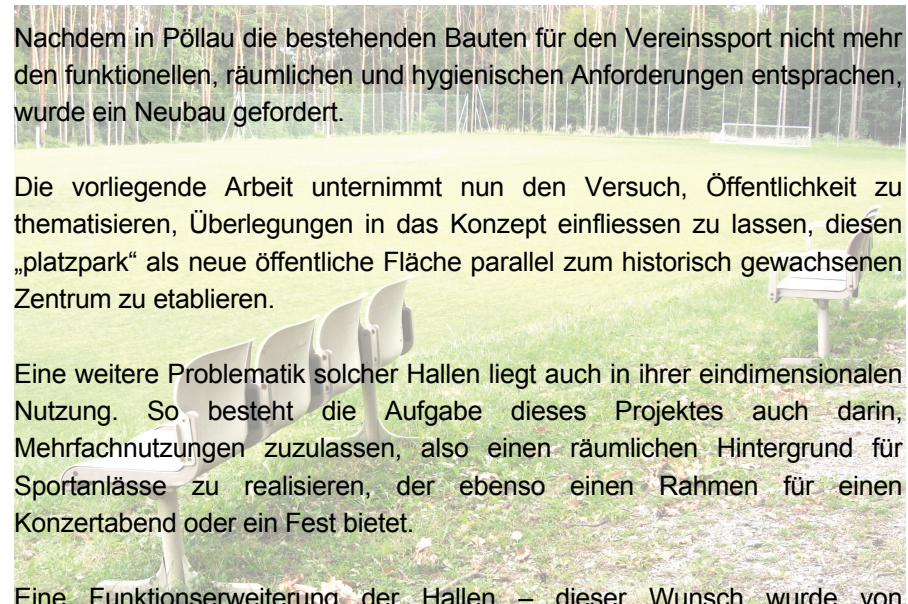 Nachdem in Pöllau die bestehenden Bauten für den Vereinssport nicht mehr
den funktionellen, räumlichen und hygienischen Anforderungen entsprachen,
wurde ein Neubau gefordert.
Die vorliegende Arbeit unternimmt nun den Versuch, Öffentlichkeit zu
thematisieren, Überlegungen in das Konzept einfliessen zu lassen, diesen
„platzpark“ als neue öffentliche Fläche parallel zum historisch gewachsenen
Zentrum zu etablieren.
Eine weitere Problematik solcher Hallen liegt auch in ihrer eindimensionalen
Nutzung. So besteht die Aufgabe dieses Projektes auch darin,
Mehrfachnutzungen zuzulassen, also einen räumlichen Hintergrund für
Sportanlässe zu realisieren, der ebenso einen Rahmen für einen
Konzertabend oder ein Fest bietet.
Eine Funktionserweiterung der Hallen – dieser Wunsch wurde von